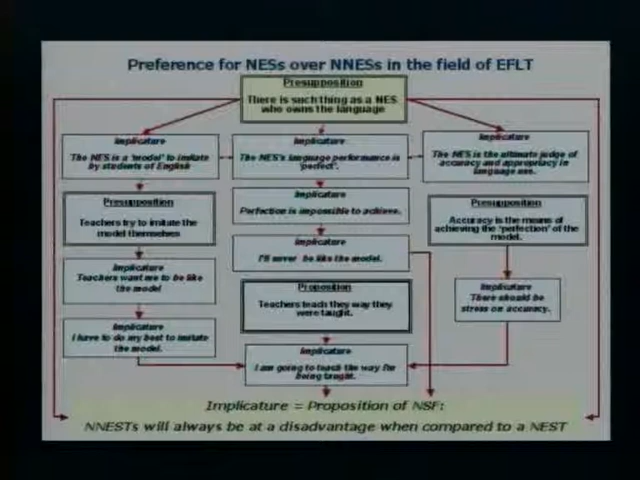 Preference for NESs over NNESs in the field of EFLT
Presupposition
There is such thing as a NES
who owns the language
Implicature
The NES is a 'model' to imitate
by students of English
Implicature
The NES's language performance is
'perfect'.
Implicature
The NES is the ultimate judge of
accuracy and appropriacy in
language use.
Presupposition
Teachers try to imitate the
model themselves
Implicature
Perfection is impossible to achieve.
Presupposition
Accuracy is the means of
achieving the 'perfection' of the
model.
Implicature
I'll never be like the model.
Implicature
Teachers want me to be like
the model
Proposition
Teachers teach they way they
were taught.
Implicature
There should be
stress on accuracy.
Implicature
I have to do my best to imitate
the model.
Implicature
I am going to teach the way I'm
being taught.
Implicature = Proposition of NSF:
NNESTs will always be at a disadvantage when compared to a NEST